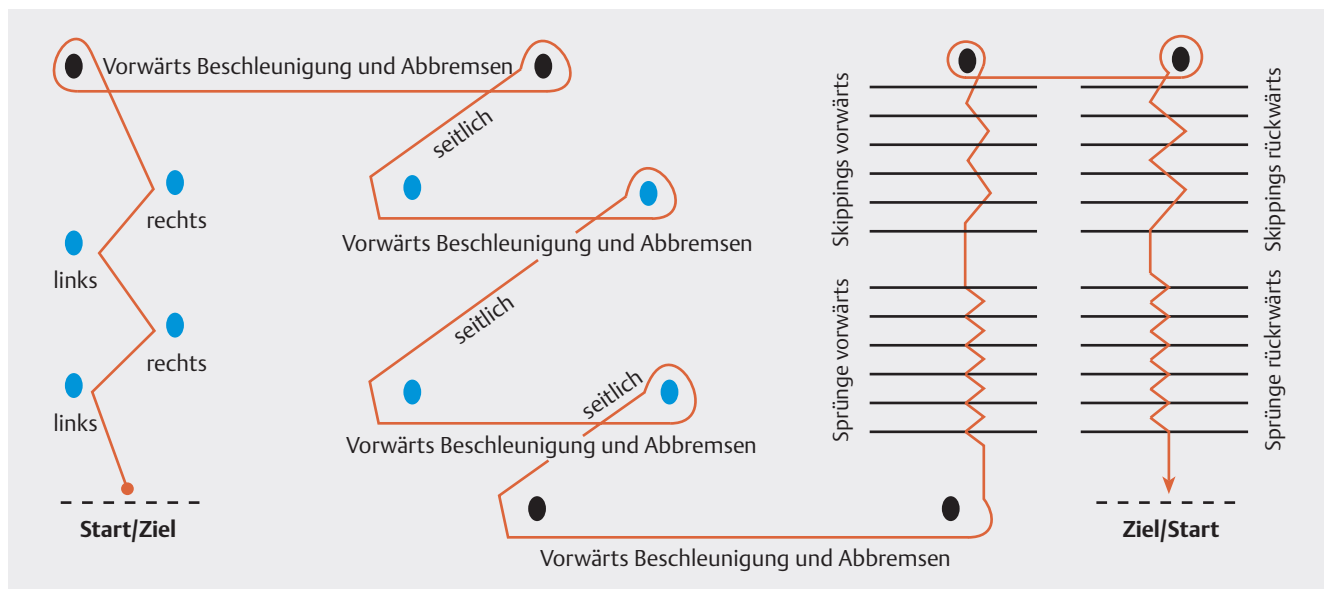 Vorwärts Beschleunigung und Abbremsen
rechts
links
rechts
links
Start/Ziel
seitlich
Vorwärts Beschleunigung und Abbremsen
seitlich
Vorwärts Beschleunigung und Abbremsen
seitlich
Vorwärts Beschleunigung und Abbremsen
Skippings vorwärts
Sprünge vorwärts
Skippings rückwärts
Sprünge rückrwärts
Ziel/Start